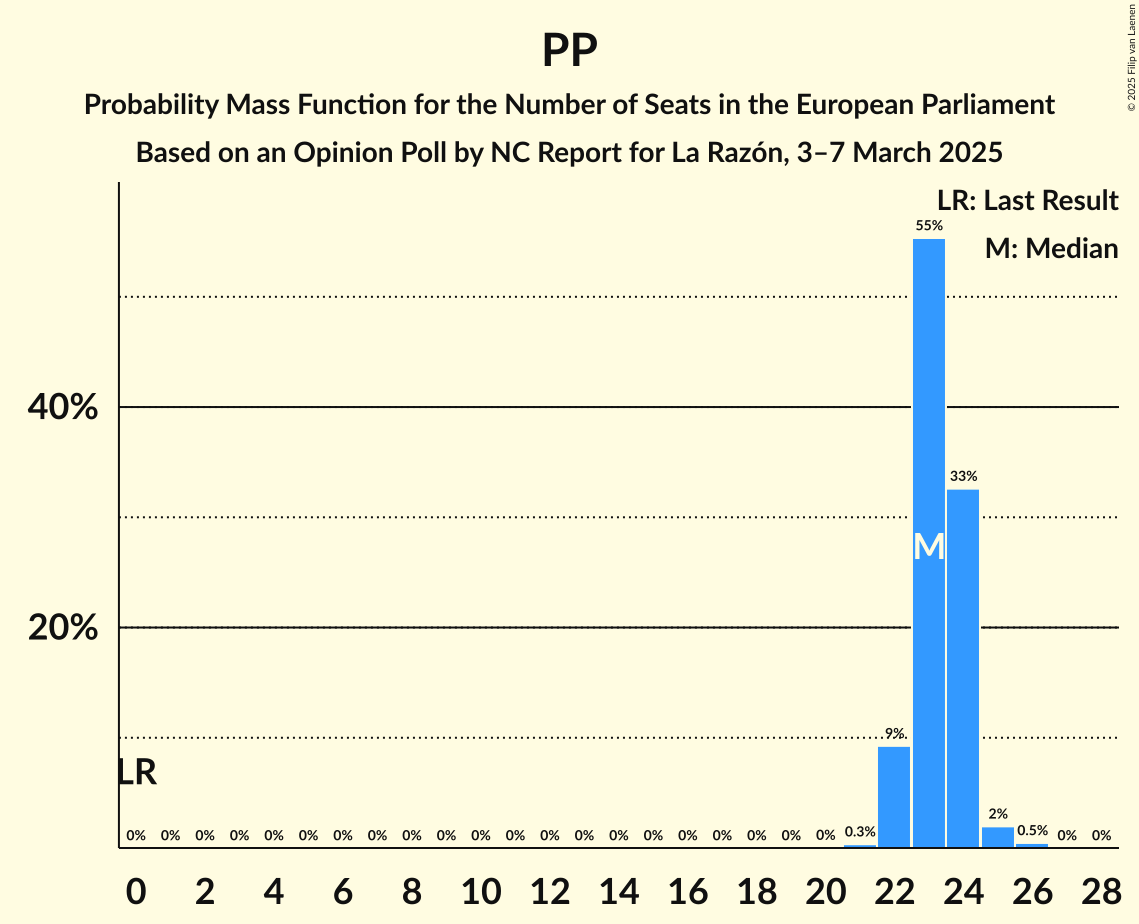 PP
Probability Mass Function for the Number of Seats in the European Parliament
Based on an Opinion Poll by NC Report for La Razón, 3–7 March 2025
© 2025 Filip van Laenen
LR: Last Result
M: Median
55%
40%
33%
M
20%
9%
LR
0% 0% 0% 0% 0% 0% 0% 0% 0% 0% 0% 0% 0% 0% 0% 0% 0% 0% 0% 0% 0% 0.3% 2% 0.5% 0% 0%
0 2 4 6 8 10 12 14 16 18 20 22 24 26 28